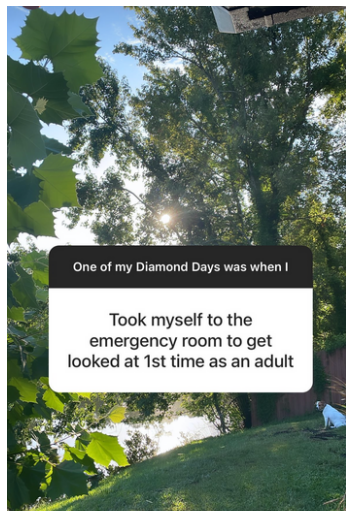 One of my Diamond Days was when I
Took myself to the
emergency room to get
looked at 1st time as an adult